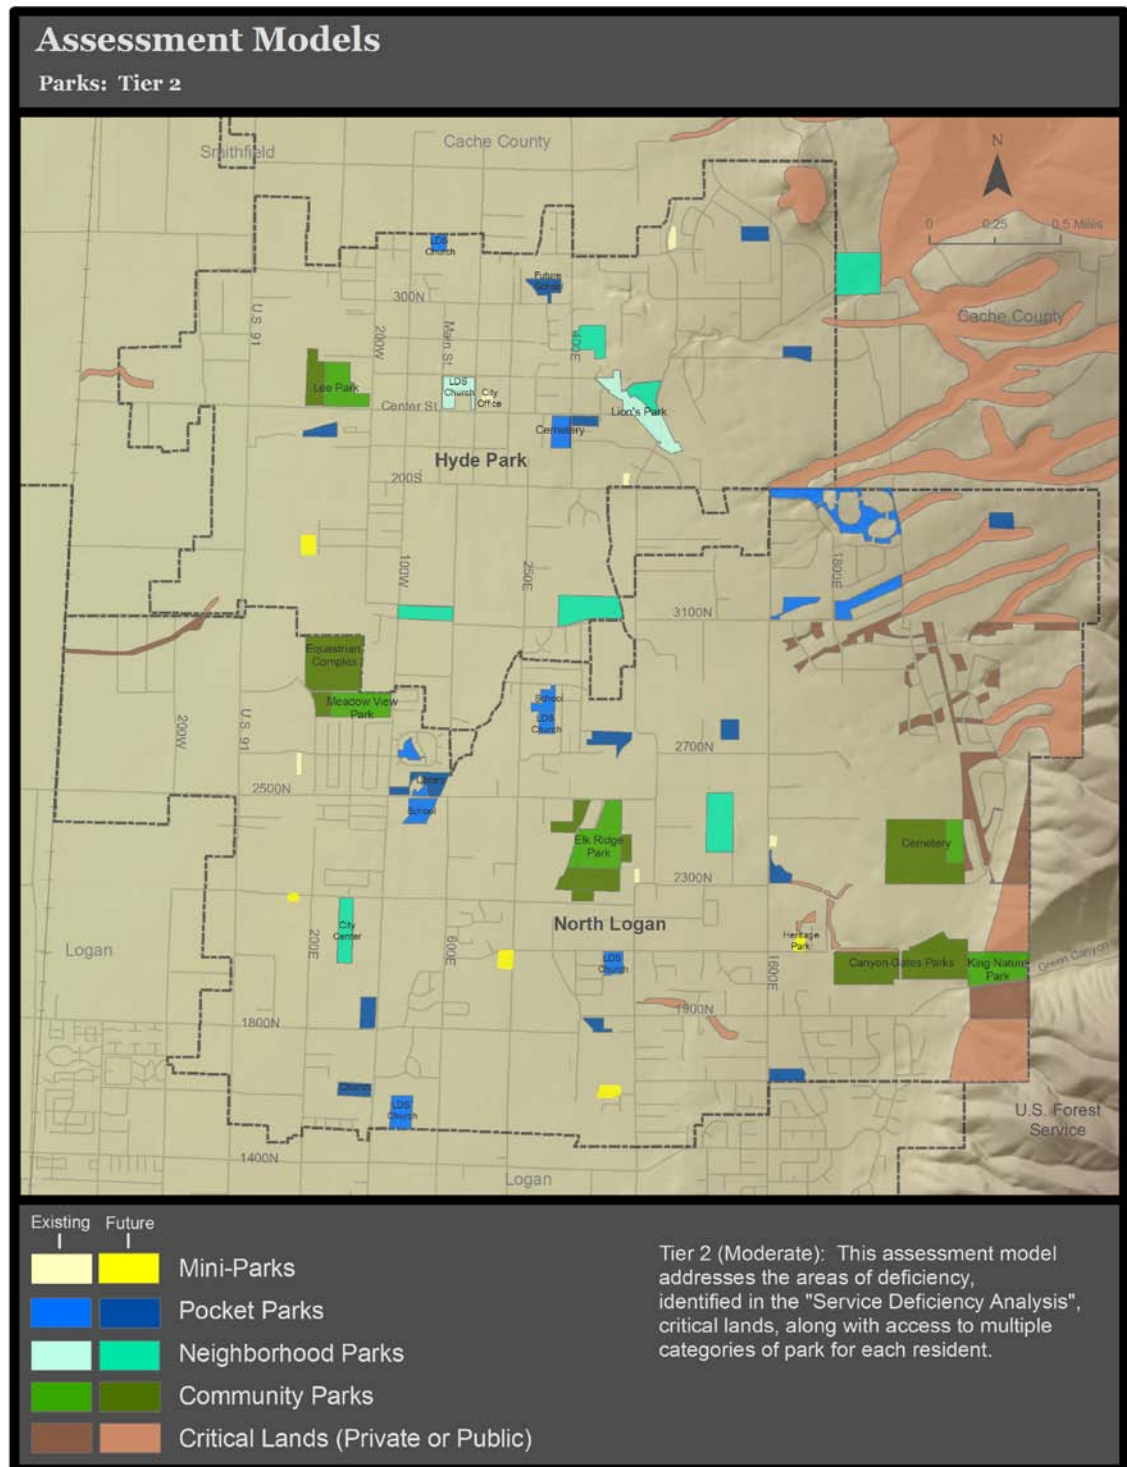 Assessment Models
Parks: Tier 2
Smithfield
Cache County
N
0
0.25
0.5 Miles
LDS
Church
Future
School
300N
U.S. 91
200W
Main St.
400E
Cache County
Lee Park
LDS
Church
City
Office
Center St.
Lion's Park
Cemetery
Hyde Park
200S
100W
250E
1800E
3100N
Equestrian
Complex
Meadow View
Park
School
LDS
Church
200W
U.S. 91
2700N
2500N
Library
School
Elk Ridge
Park
Cemetery
2300N
North Logan
City
Center
200E
600E
Logan
Heritage
Park
LDS
Church
1600E
Canyon Gates Parks
King Nature
Park
Green Canyon
1900N
1800N
Church
LDS
Church
U.S. Forest
Service
1400N
Logan
Existing
Future
Mini-Parks
Pocket Parks
Neighborhood Parks
Community Parks
Critical Lands (Private or Public)
Tier 2 (Moderate): This assessment model
addresses the areas of deficiency,
identified in the "Service Deficiency Analysis",
critical lands, along with access to multiple
categories of park for each resident.